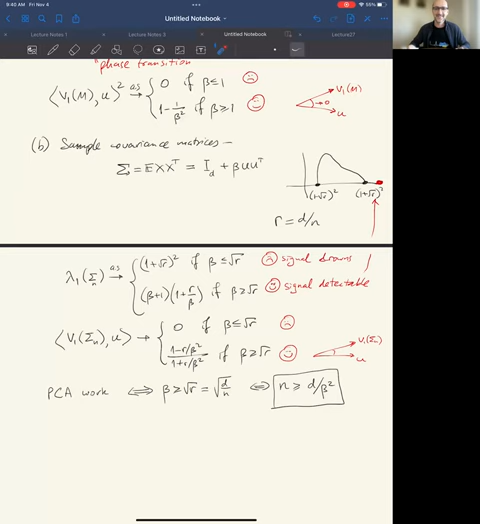 9:40 AM Fri Nov 4
55%
Untitled Notebook
Lecture Notes 1
Lecture Notes 3
Untitled Notebook
Lecture27
"phase transition
⟨V₁(M), u⟩² →as { 0 if β≤1
1-1/β² if β≥1
V₁(M)
→0
u
(b) Sample covariance matrices —
Σ = E XXᵀ = I_d + βuuᵀ
(1-√r)² (1+√r)²
r = d/n
λ₁(Σₙ) →as { (1+√r)² if β≤√r signal drowns
(β+1)(1+r/β) if β≥√r signal detectable
⟨V₁(Σₙ), u⟩ → { 0 if β≤√r
1-r/β² / 1+r/β² if β≥√r
V₁(Σ)
u
PCA work ⟺ β≥√r = √d/n ⟺ n ≥ d/β²